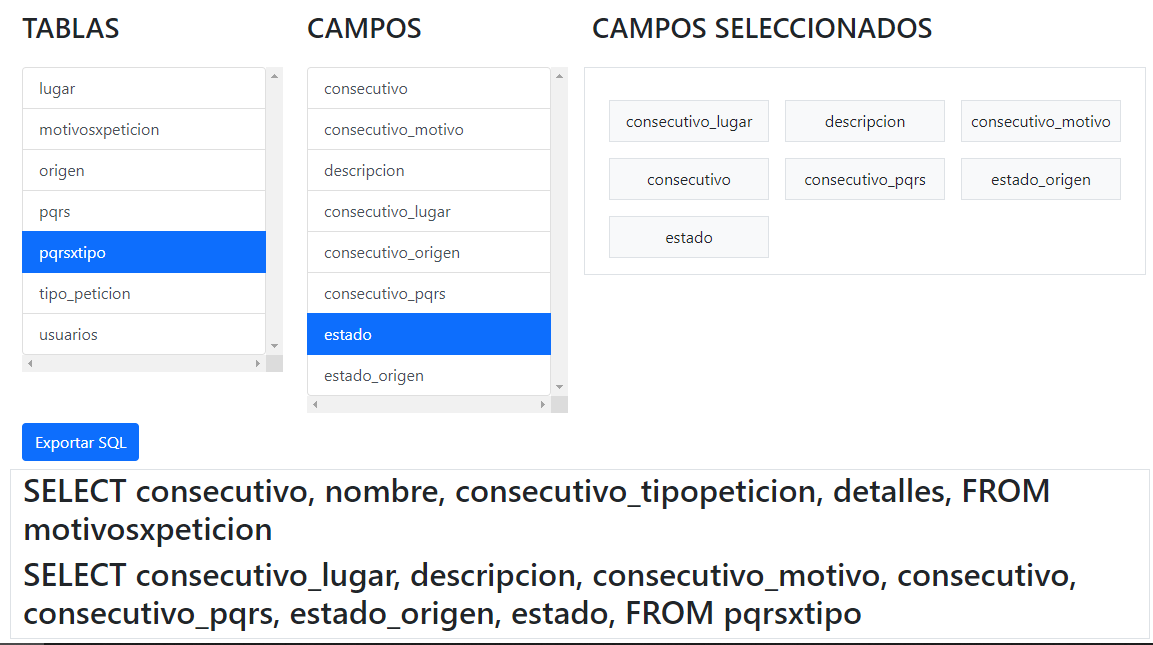 TABLAS
lugar
motivosxpeticion
origen
pqrs
pqrsxtipo
tipo_peticion
usuarios
CAMPOS
consecutivo
consecutivo_motivo
descripcion
consecutivo_lugar
consecutivo_origen
consecutivo_pqrs
estado
estado_origen
CAMPOS SELECCIONADOS
consecutivo_lugar descripcion consecutivo_motivo
consecutivo consecutivo_pqrs estado_origen
estado
Exportar SQL
SELECT consecutivo, nombre, consecutivo_tipopeticion, detalles, FROM
motivosxpeticion
SELECT consecutivo_lugar, descripcion, consecutivo_motivo, consecutivo,
consecutivo_pqrs, estado_origen, estado, FROM pqrsxtipo